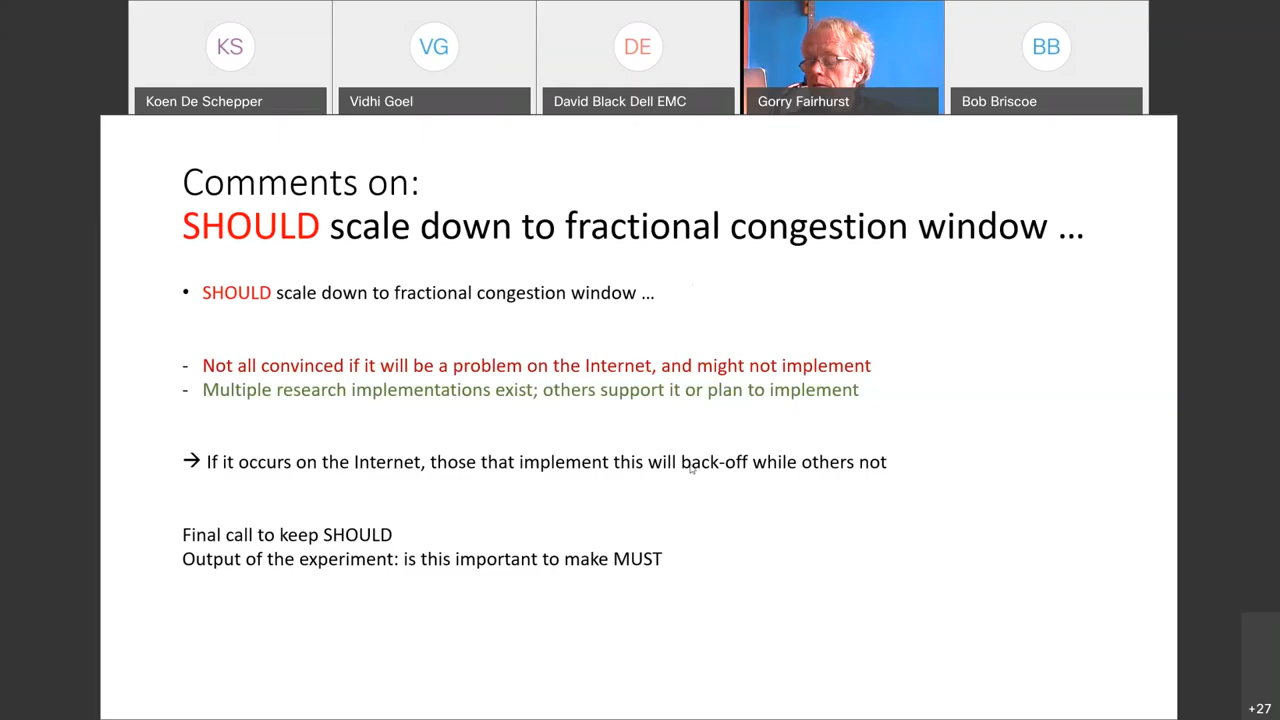 KS
VG
DE
BB
Koen De Schepper
Vidhi Goel
David Black Dell EMC
Gorry Fairhurst
Bob Briscoe
Comments on:
SHOULD scale down to fractional congestion window ...
• SHOULD scale down to fractional congestion window ...
- Not all convinced if it will be a problem on the Internet, and might not implement
- Multiple research implementations exist; others support it or plan to implement
→ If it occurs on the Internet, those that implement this will back-off while others not
Final call to keep SHOULD
Output of the experiment: is this important to make MUST
+27